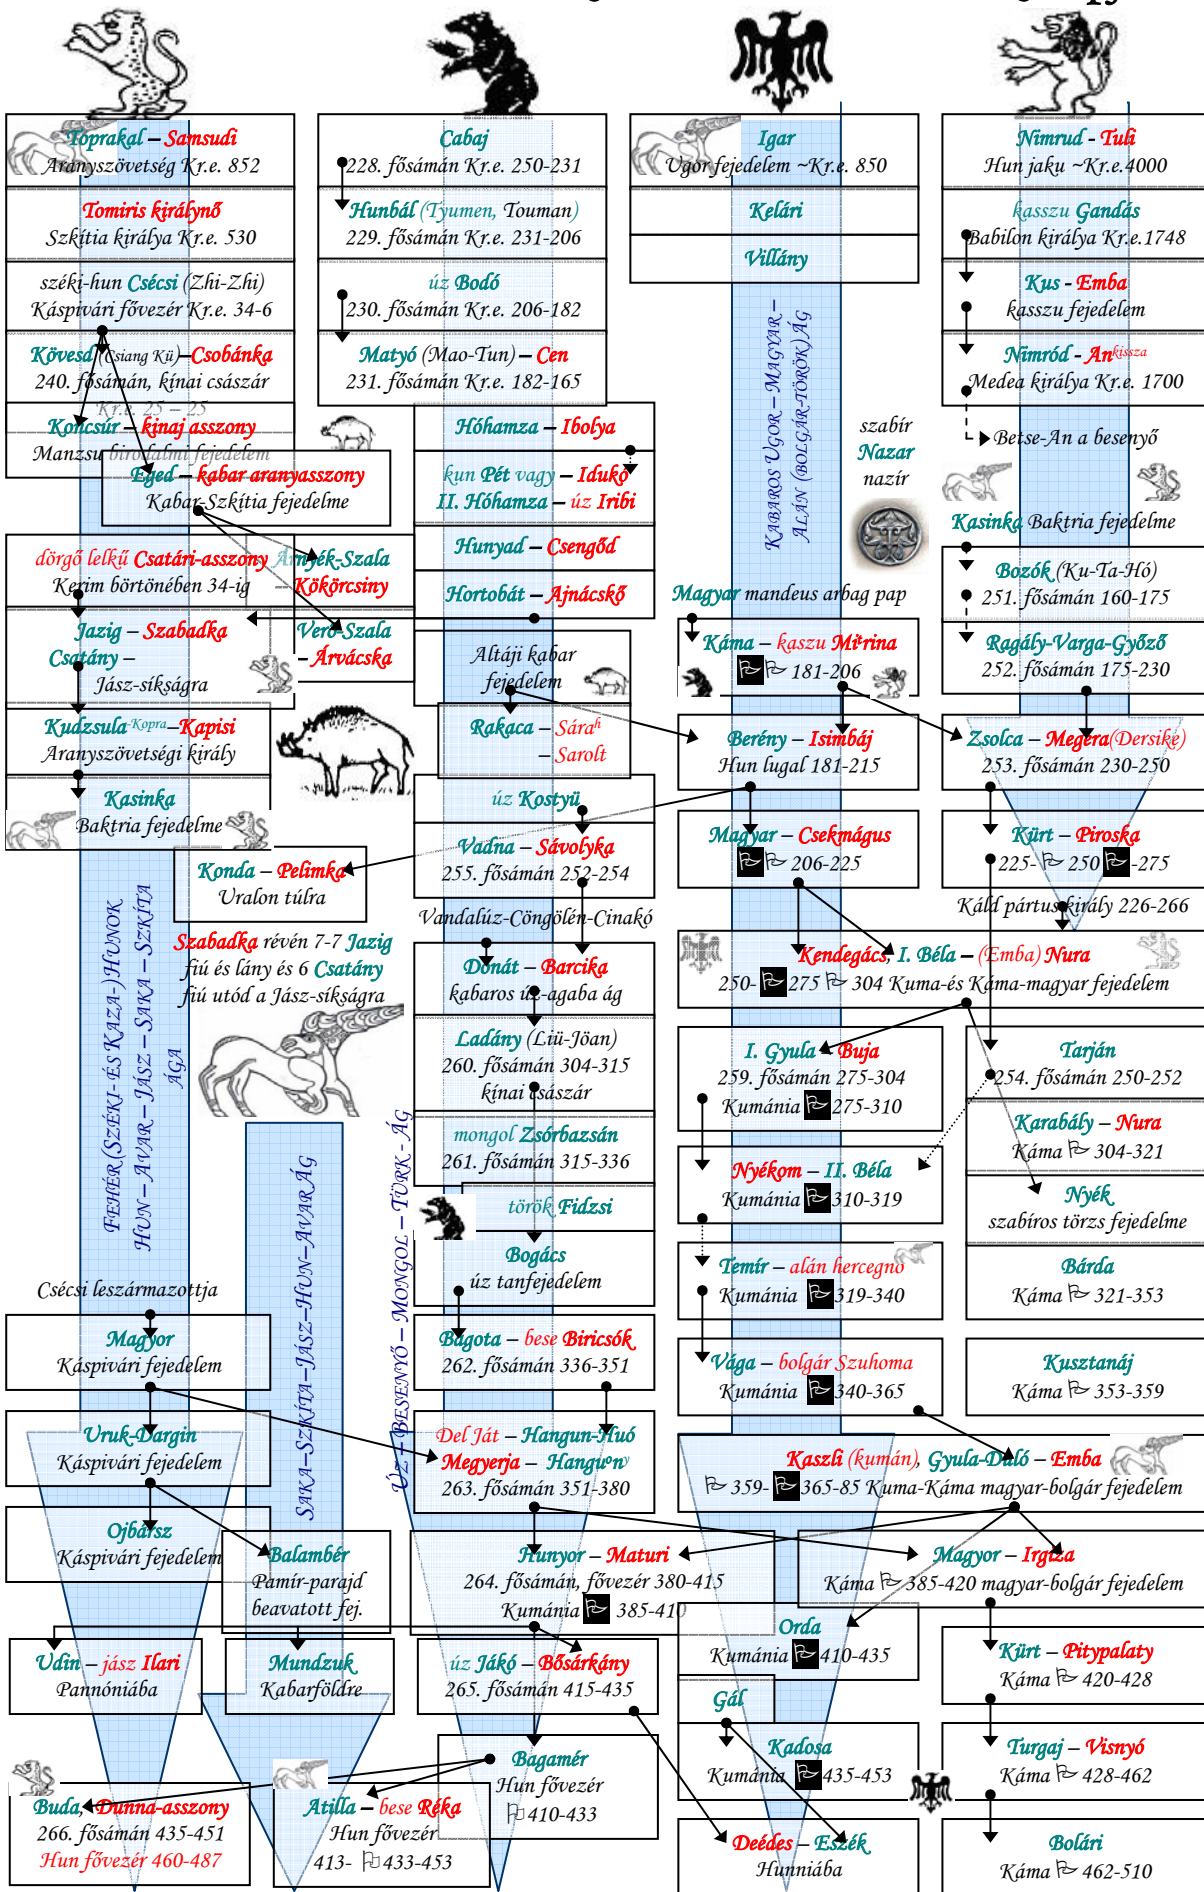 Toprakal – Samsudi
Aranyszövetség Kr.e. 852
Tomiris királynő
Szkítia királya Kr.e. 530
széki-hun Csécsi (Zhi-Zhi)
Káspivári fővezér Kr.e. 34-6
Kövesd (Csiang Kü) – Csobánka
240. fősámán, kínai császár
Kr.e. 25 – 25
Koncsúr – kinaj asszony
Manzsu birodalmi fejedelem
Eged – kabar aranyasszony
Kabar-Szkítia fejedelme
dörgő lelkű Csatári-asszony
Kerim börtönében 34-ig
Árnyék-Szala
Kökörcsiny
Jazig – Szabadka
Csatány –
Jász-síkságra
Verő-Szala
– Árvácska
Kudzsula-Kopra – Kapisi
Aranyszövetségi király
Kasinka
Baktria fejedelme
Konda – Pelimka
Uralon túlra
Szabadka révén 7-7 Jazig
fiú és lány és 6 Csatány
fiú utód a Jász-síkságra
FEHÉR (SZÉKI- ÉS KAZA-) HUNOK
HUN – AVAR – JÁSZ – SAKA – SZKÍTA
ÁGA
SAKA – SZKÍTA – JÁSZ – HUN – AVAR ÁG
Csécsi leszármazottja
Magyor
Káspivári fejedelem
Uruk-Dargin
Káspivári fejedelem
Ojbársz
Káspivári fejedelem
Balambér
Pamír-parajd
beavatott fej.
Udin – jász Ilari
Pannóniába
Mundzuk
Kabarföldre
Buda, Dunna-asszony
266. fősámán 435-451
Hun fővezér 460-487
Atilla – bese Réka
Hun fővezér
413- 433-453
Cabaj
228. fősámán Kr.e. 250-231
Hunbál (Tyumen, Touman)
229. fősámán Kr.e. 231-206
úz Bodó
230. fősámán Kr.e. 206-182
Matyó (Mao-Tun) – Cen
231. fősámán Kr.e. 182-165
Hóhamza – Ibolya
kun Pét vagy – Idukó
II. Hóhamza – úz Iribi
Hunyad – Csengőd
Hortobát – Ajnácskő
Altáji kabar
fejedelem
Rakaca – Sárah
– Sarolt
úz Kostyü
Vadna – Sávolyka
255. fősámán 252-254
Vandalúz-Cöngölén-Cinakó
Donát – Barcika
kabaros úz-agaba ág
Ladány (Liü-Jöan)
260. fősámán 304-315
kínai császár
mongol Zsórbazsán
261. fősámán 315-336
török Fidzsi
Bogács
úz tanfejedelem
ÚZ – BESENYŐ – MONGOL – TÜRK - ÁG
Bagota – bese Biricsók
262. fősámán 336-351
Del Ját – Hangun-Huó
Megyerja – Hangun
263. fősámán 351-380
Hunyor – Maturi
264. fősámán, fővezér 380-415
Kumánia 385-410
úz Jákó – Bősárkány
265. fősámán 415-435
Bagamér
Hun fővezér
410-433
Igar
Ugor fejedelem ~Kr.e. 850
Kelári
Villány
KABAROS UGOR – MAGYAR –
ALÁN (BOLGÁR-TÖRÖK) ÁG
szabír
Nazar
nazír
Magyar mandeus arbag pap
Káma – kaszu Mitrina
181-206
Berény – Isimbáj
Hun lugal 181-215
Magyar – Csekmágus
206-225
Kendegács, I. Béla – (Emba) Nura
250- 275 304 Kuma-és Káma-magyar fejedelem
I. Gyula – Buja
259. fősámán 275-304
Kumánia 275-310
Nyékom – II. Béla
Kumánia 310-319
Temír – alán hercegnő
Kumánia 319-340
Vága – bolgár Szuhoma
Kumánia 340-365
Kaszli (kumán), Gyula-Duló – Emba
359- 365-85 Kuma-Káma magyar-bolgár fejedelem
Magyor – Irgiza
Káma 385-420 magyar-bolgár fejedelem
Orda
Kumánia 410-435
Gál
Kadosa
Kumánia 435-453
Deédes – Eszék
Hunniába
Nimrud - Tuli
Hun jaku ~Kr.e.4000
kasszu Gandás
Babilon királya Kr.e.1748
Kus - Emba
kasszu fejedelem
Nimród - Ankissza
Medea királya Kr.e. 1700
Betse-An a besenyő
Kasinka Baktria fejedelme
Bozók (Ku-Ta-Hó)
251. fősámán 160-175
Ragály-Varga-Győző
252. fősámán 175-230
Zsolca – Megera(Dersike)
253. fősámán 230-250
Kürt – Piroska
225- 250 -275
Káld pártus király 226-266
Tarján
254. fősámán 250-252
Karabály – Nura
Káma 304-321
Nyék
szabíros törzs fejedelme
Bárda
Káma 321-353
Kusztanáj
Káma 353-359
Kürt – Pitypalaty
Káma 420-428
Turgaj – Visnyó
Káma 428-462
Bolári
Káma 462-510